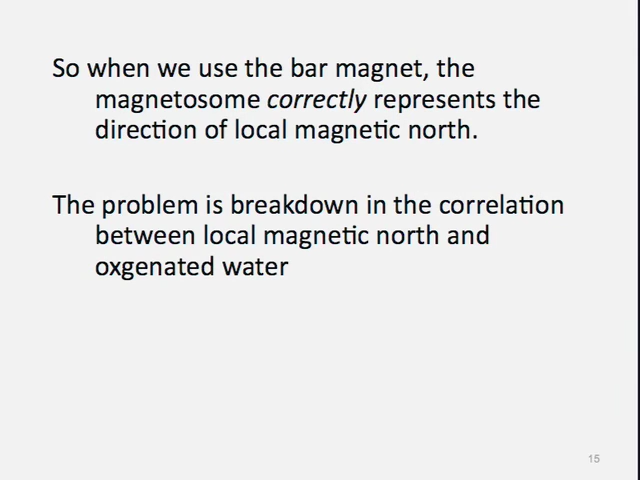 So when we use the bar magnet, the
magnetosome correctly represents the
direction of local magnetic north.
The problem is breakdown in the correlation
between local magnetic north and
oxgenated water
15